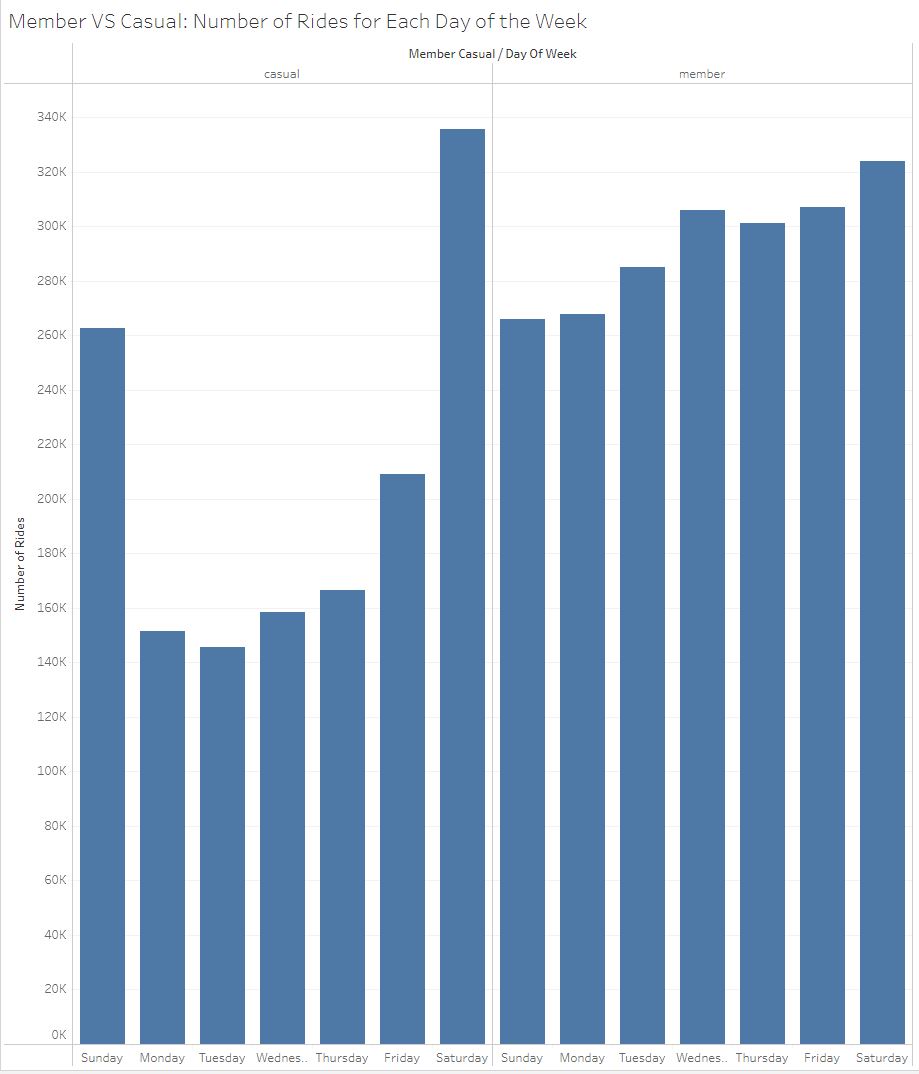 Member VS Casual: Number of Rides for Each Day of the Week
Member Casual / Day Of Week
casual member
340K
320K
300K
280K
260K
240K
220K
200K
180K
160K
140K
120K
100K
80K
60K
40K
20K
0K
Number of Rides
Sunday Monday Tuesday Wednes.. Thursday Friday Saturday Sunday Monday Tuesday Wednes.. Thursday Friday Saturday